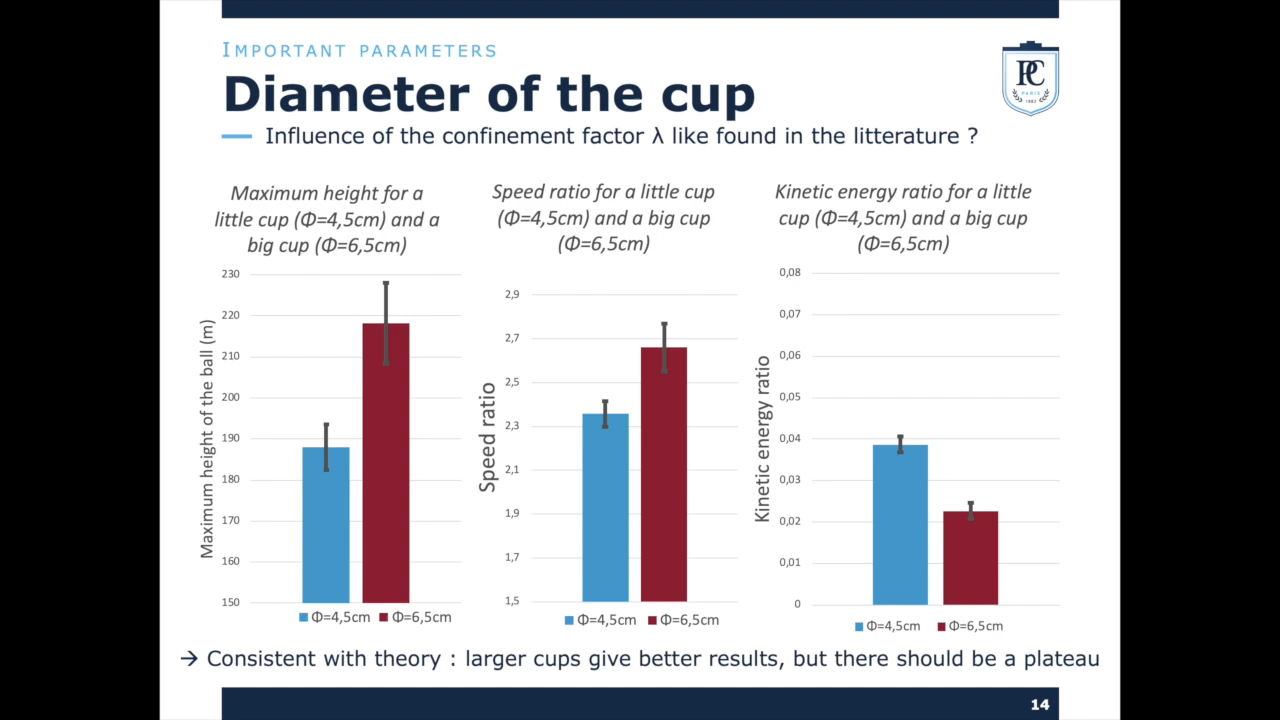 IMPORTANT PARAMETERS
Diameter of the cup
Influence of the confinement factor λ like found in the litterature ?
PC
PARIS
1882
Maximum height for a
little cup (Φ=4,5cm) and a
big cup (Φ=6,5cm)
Maximum height of the ball (m)
230
220
210
200
190
180
170
160
150
Φ=4,5cm Φ=6,5cm
Speed ratio for a little cup
(Φ=4,5cm) and a big cup
(Φ=6,5cm)
Speed ratio
2,9
2,7
2,5
2,3
2,1
1,9
1,7
1,5
Φ=4,5cm Φ=6,5cm
Kinetic energy ratio for a little
cup (Φ=4,5cm) and a big cup
(Φ=6,5cm)
Kinetic energy ratio
0,08
0,07
0,06
0,05
0,04
0,03
0,02
0,01
0
Φ=4,5cm Φ=6,5cm
→ Consistent with theory : larger cups give better results, but there should be a plateau
14